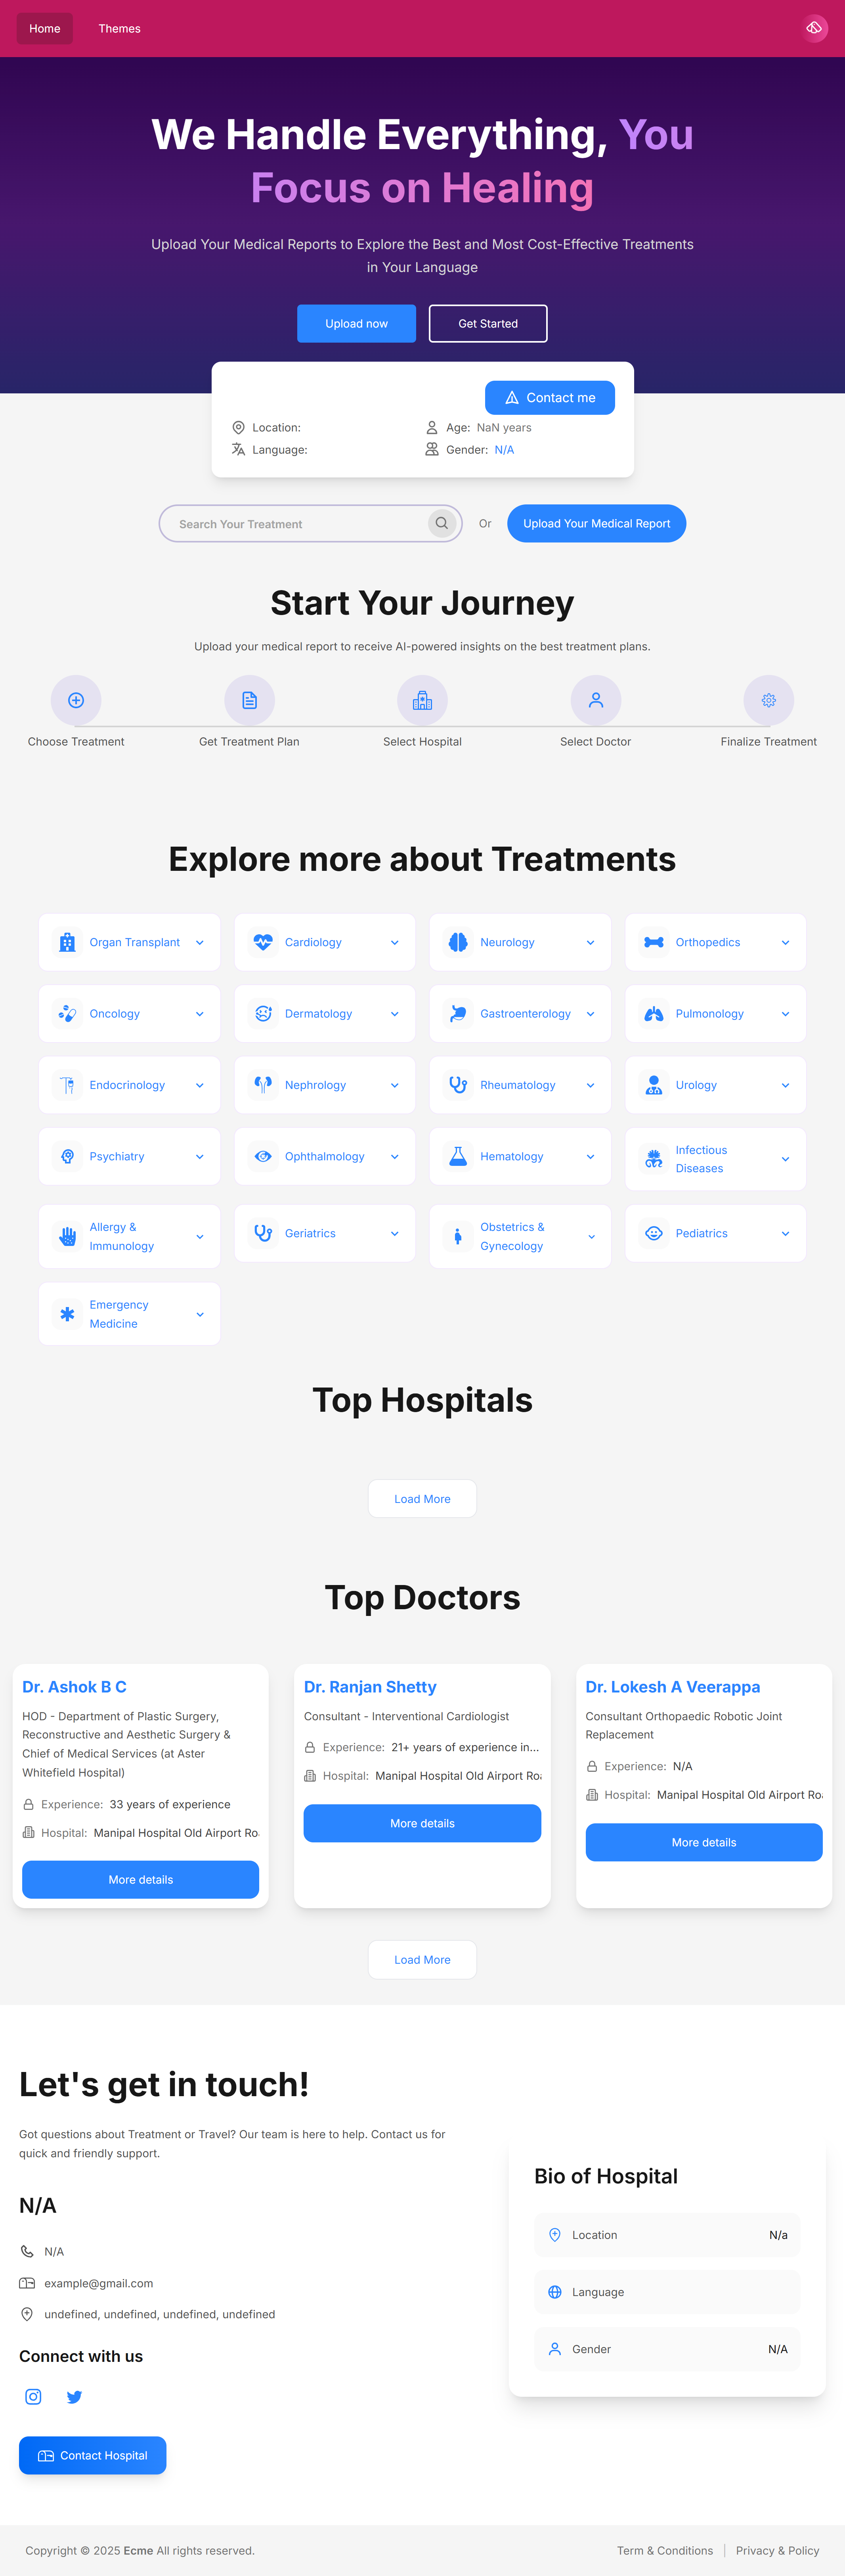 Home
Themes
We Handle Everything, You
Focus on Healing
Upload Your Medical Reports to Explore the Best and Most Cost-Effective Treatments
in Your Language
Upload now
Get Started
Contact me
Location:
Age: NaN years
Language:
Gender: N/A
Search Your Treatment
Or
Upload Your Medical Report
Start Your Journey
Upload your medical report to receive AI-powered insights on the best treatment plans.
Choose Treatment
Get Treatment Plan
Select Hospital
Select Doctor
Finalize Treatment
Explore more about Treatments
Organ Transplant
Cardiology
Neurology
Orthopedics
Oncology
Dermatology
Gastroenterology
Pulmonology
Endocrinology
Nephrology
Rheumatology
Urology
Psychiatry
Ophthalmology
Hematology
Infectious
Diseases
Allergy &
Immunology
Geriatrics
Obstetrics &
Gynecology
Pediatrics
Emergency
Medicine
Top Hospitals
Load More
Top Doctors
Dr. Ashok B C
HOD - Department of Plastic Surgery,
Reconstructive and Aesthetic Surgery &
Chief of Medical Services (at Aster
Whitefield Hospital)
Experience: 33 years of experience
Hospital: Manipal Hospital Old Airport Ro
More details
Dr. Ranjan Shetty
Consultant - Interventional Cardiologist
Experience: 21+ years of experience in...
Hospital: Manipal Hospital Old Airport Roa
More details
Dr. Lokesh A Veerappa
Consultant Orthopaedic Robotic Joint
Replacement
Experience: N/A
Hospital: Manipal Hospital Old Airport Roa
More details
Load More
Let's get in touch!
Got questions about Treatment or Travel? Our team is here to help. Contact us for
quick and friendly support.
N/A
N/A
example@gmail.com
undefined, undefined, undefined, undefined
Connect with us
Contact Hospital
Bio of Hospital
Location
N/a
Language
Gender
N/A
Copyright © 2025 Ecme All rights reserved.
Term & Conditions | Privacy & Policy